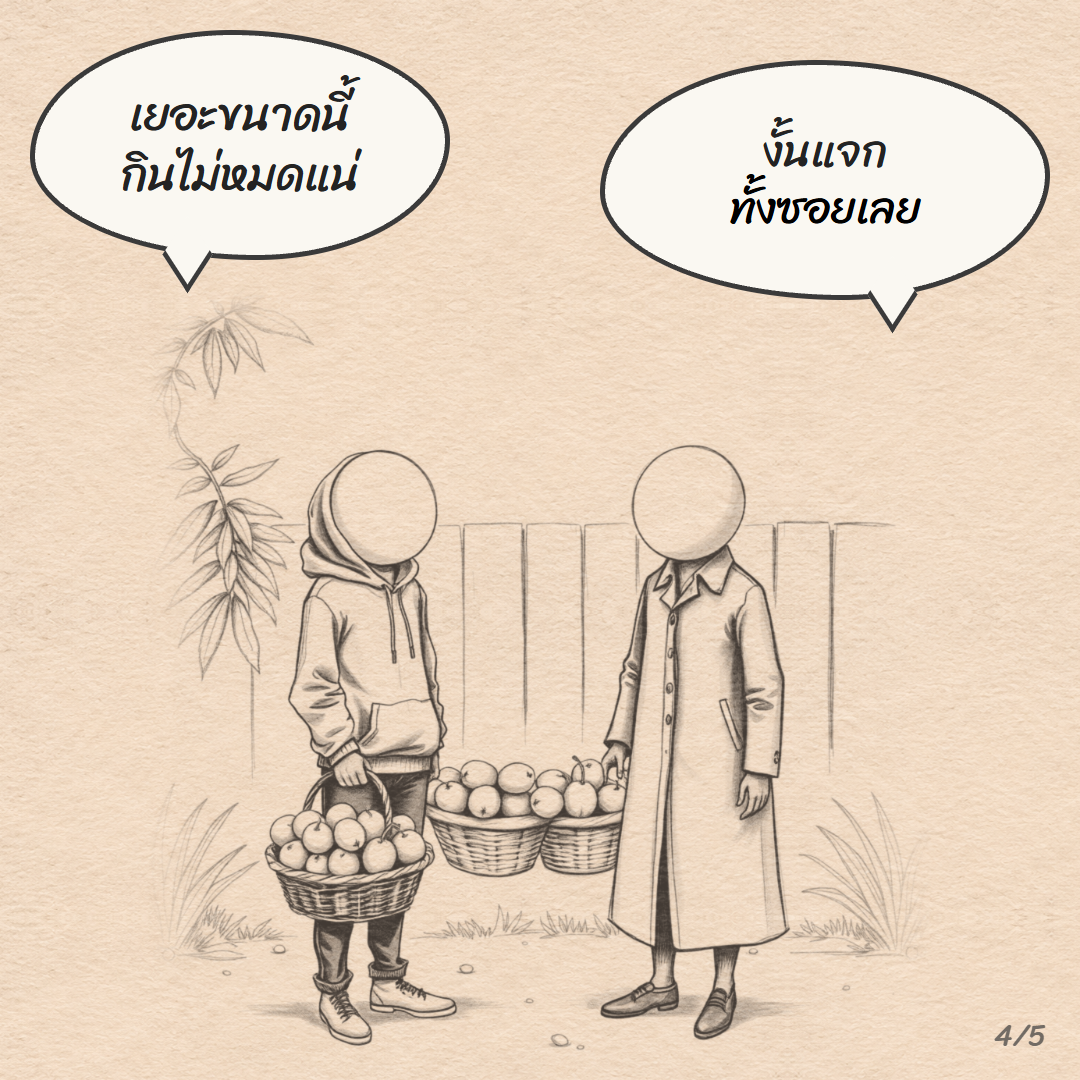 เยอะขนาดนี้
กินไม่หมดแน่
งั้นแจก
ทั้งซอยเลย
4/5